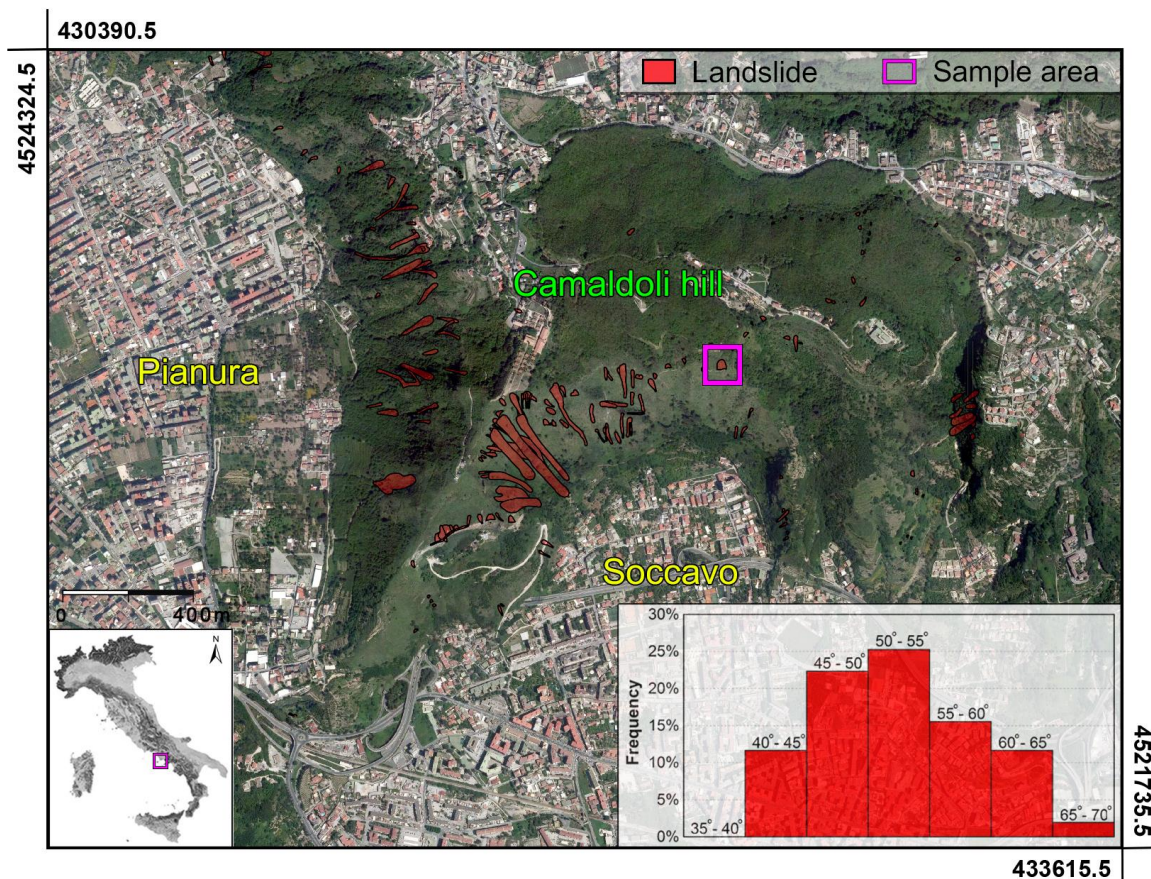 430390.5
4524324.5
Landslide
Sample area
Camaldoli hill
Pianura
Soccavo
0 400m
N
30%
25%
20%
15%
10%
5%
0%
Frequency
35°- 40°
40°- 45°
45°- 50°
50°- 55°
55°- 60°
60°- 65°
65°- 70°
4521735.5
433615.5